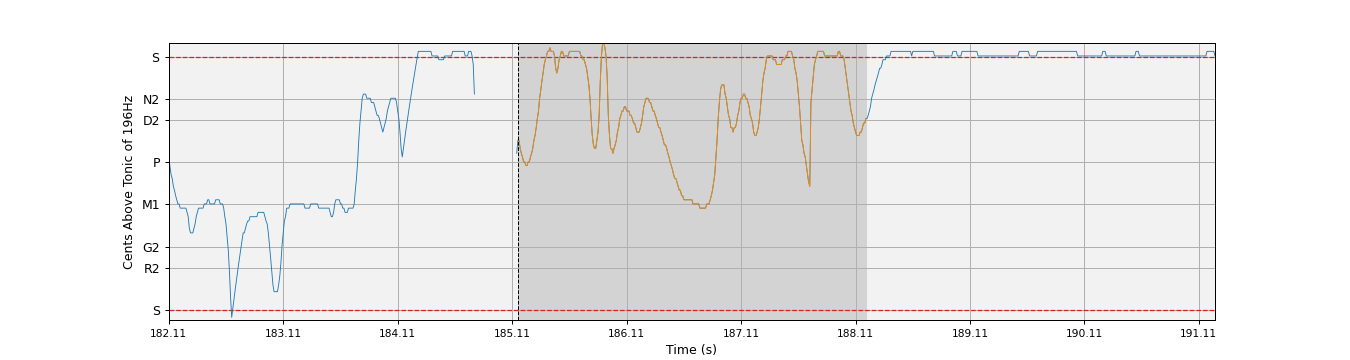 Cents Above Tonic of 196Hz
S
N2
D2
P
M1
G2
R2
S
182.11 183.11 184.11 185.11 186.11 187.11 188.11 189.11 190.11 191.11
Time (s)